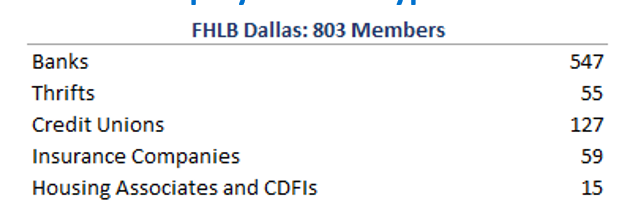 FHLB Dallas: 803 Members
Banks 547
Thrifts 55
Credit Unions 127
Insurance Companies 59
Housing Associates and CDFIs 15